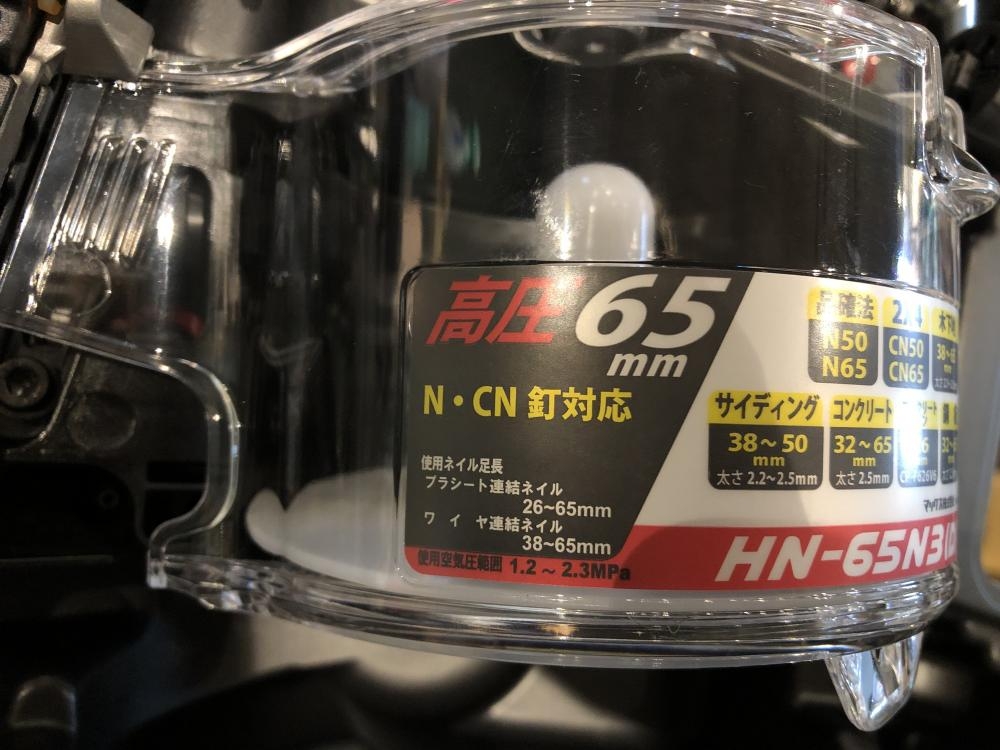 高圧 65
mm
N・CN 釘対応
使用ネイル足長
プラシート連結ネイル
26~65mm
ワイヤ連結ネイル
38~65mm
使用空気圧範囲 1.2 ~ 2.3MPa
品確法
N50
N65
CN50
CN65
サイディング
38~50
mm
太さ 2.2~2.5mm
コンクリート
32~65
mm
太さ 2.5mm
HN-65N3(D